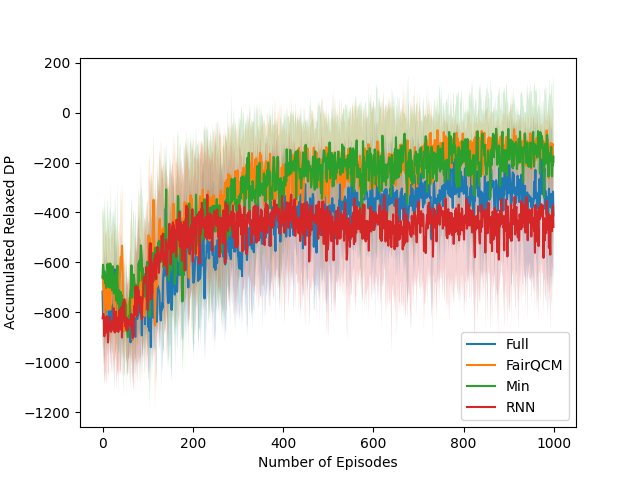 200
0
−200
−400
−600
−800
−1000
−1200
Accumulated Relaxed DP
0 200 400 600 800 1000
Number of Episodes
Full
FairQCM
Min
RNN